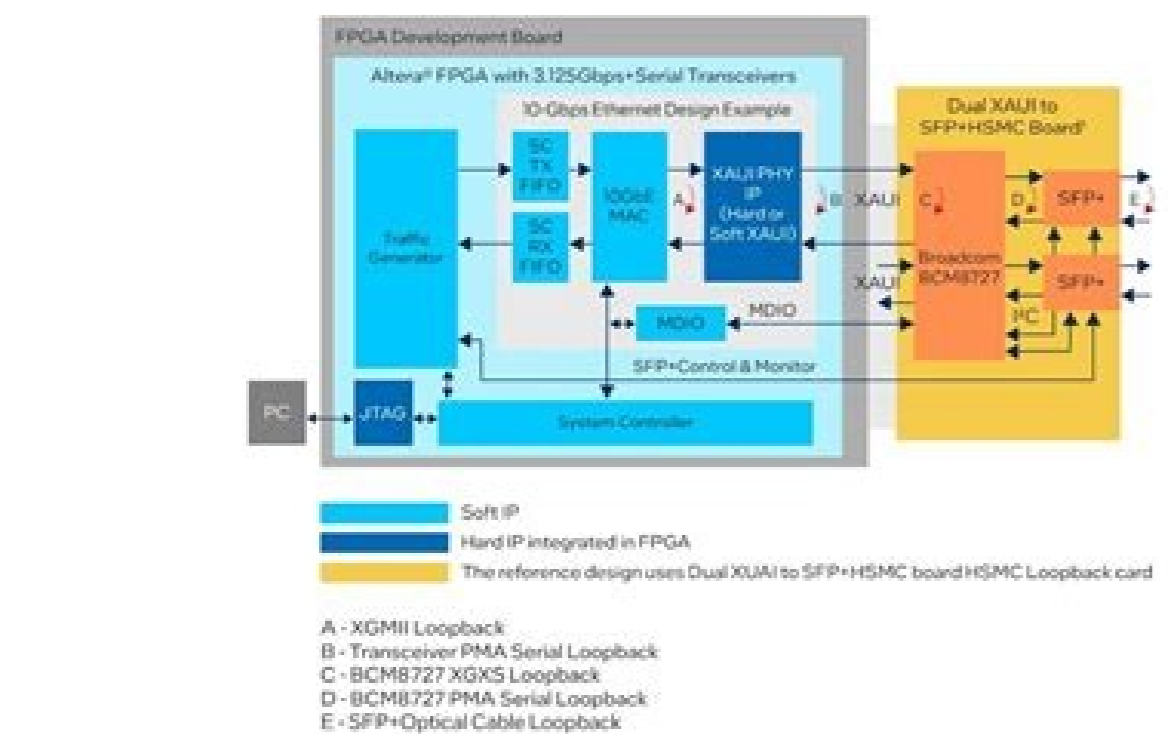 FPGA Development Board
Altera® FPGA with 3.125Gbps+Serial Transceivers
10-Gbps Ethernet Design Example
Dual XAUI to
SFP+HSMC Board¹
SC
TX
FIFO
SC
RX
FIFO
10GbE
MAC
A
XAUI PHY
IP
(Hard or
Soft XAUI)
B
XAUI
C
D
SFP+
E
Traffic
Generator
Broadcom
BCM8727
XAUI
SFP+
I²C
MDIO
MDIO
SFP+Control & Monitor
PC
JTAG
System Controller
Soft IP
Hard IP integrated in FPGA
The reference design uses Dual XUAI to SFP+HSMC board HSMC Loopback card
A - XGMII Loopback
B - Transceiver PMA Serial Loopback
C - BCM8727 XGXS Loopback
D - BCM8727 PMA Serial Loopback
E - SFP+Optical Cable Loopback